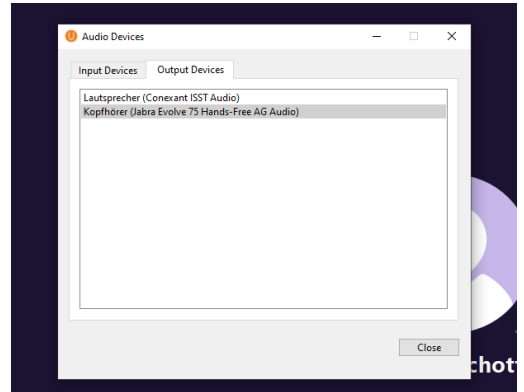 Audio Devices
Input Devices Output Devices
Lautsprecher (Conexant ISST Audio)
Kopfhörer (Jabra Evolve 75 Hands-Free AG Audio)
Close